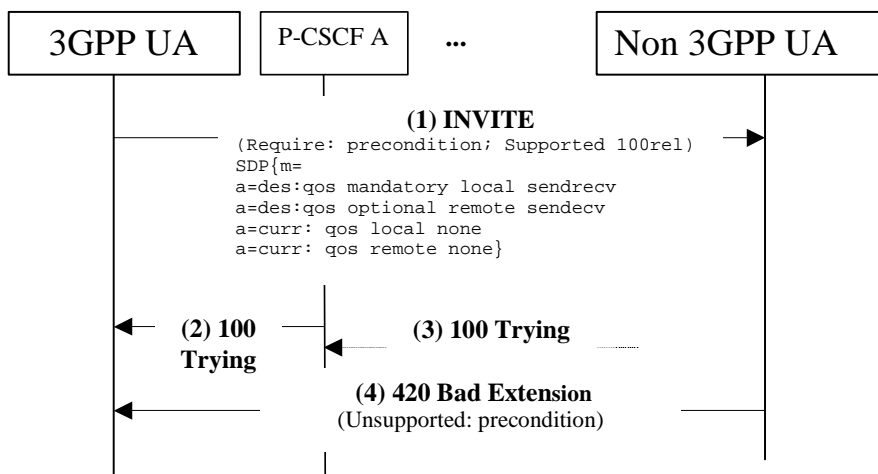 3GPP UA
P-CSCF A
...
Non 3GPP UA
(1) INVITE
(Require: precondition; Supported 100rel)
SDP{m=
a=des:qos mandatory local sendrecv
a=des:qos optional remote sendecv
a=curr: qos local none
a=curr: qos remote none}
(2) 100
Trying
(3) 100 Trying
(4) 420 Bad Extension
(Unsupported: precondition)